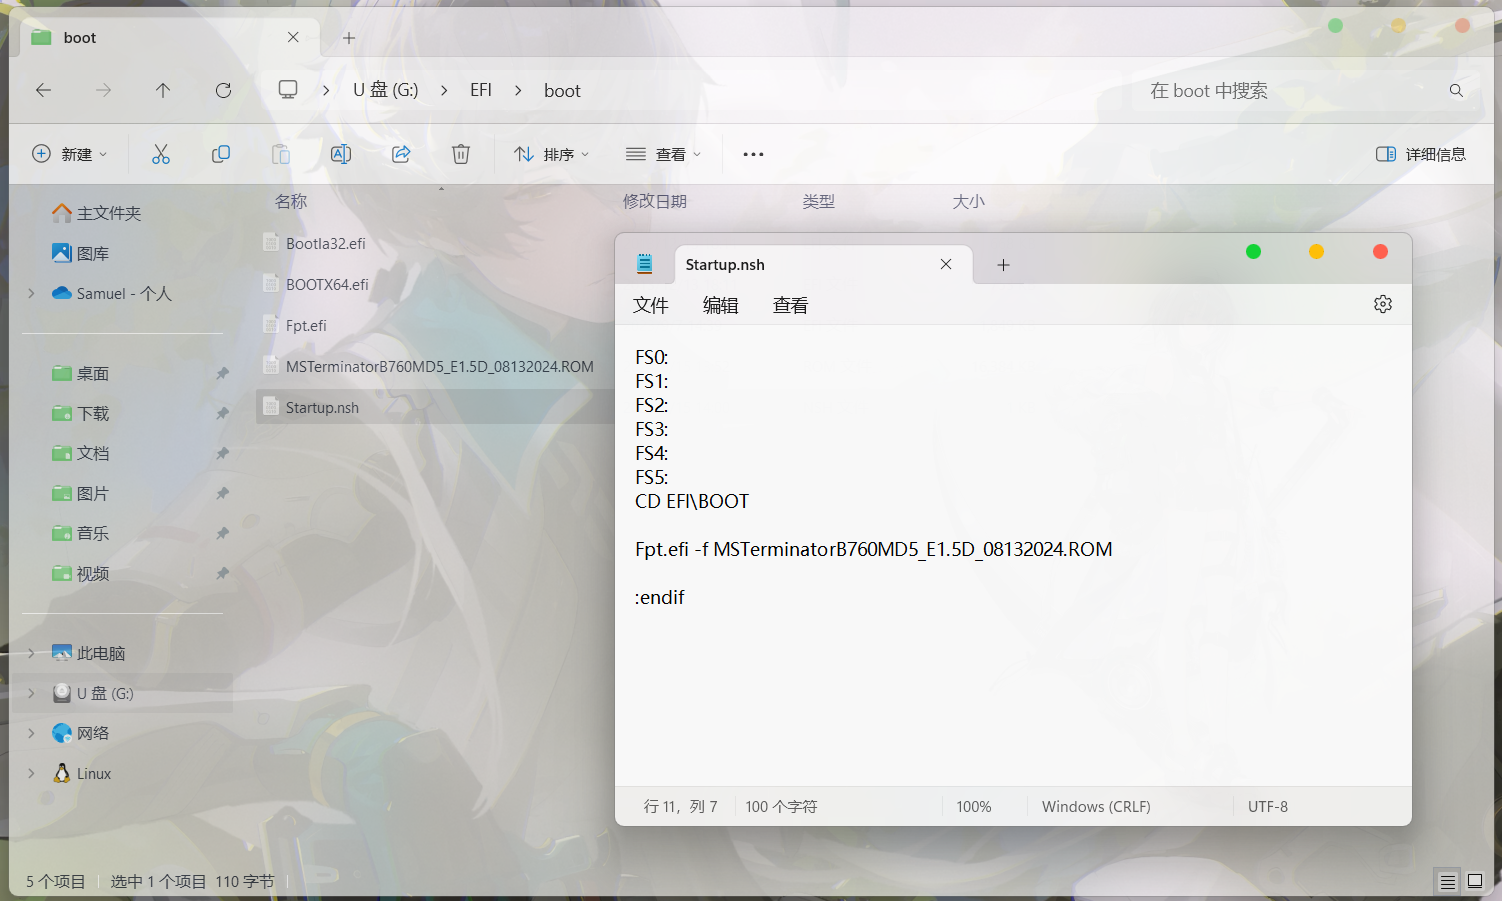 boot
U 盘 (G:)
EFI
boot
在 boot 中搜索
新建
排序
查看
详细信息
名称
修改日期
类型
大小
主文件夹
图库
Samuel - 个人
桌面
下载
文档
图片
音乐
视频
此电脑
U 盘 (G:)
网络
Linux
BootIa32.efi
BOOTX64.efi
Fpt.efi
MSTerminatorB760MD5_E1.5D_08132024.ROM
Startup.nsh
Startup.nsh
文件
编辑
查看
FS0:
FS1:
FS2:
FS3:
FS4:
FS5:
CD EFI\BOOT
Fpt.efi -f MSTerminatorB760MD5_E1.5D_08132024.ROM
:endif
行 11，列 7
100 个字符
100%
Windows (CRLF)
UTF-8
5 个项目
选中 1 个项目 110 字节